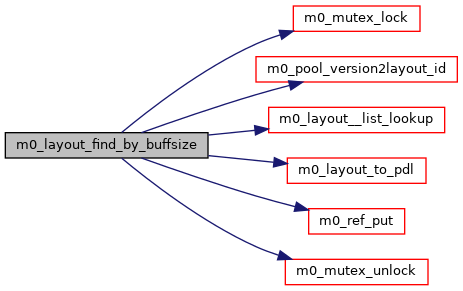 m0_mutex_lock
m0_pool_version2layout_id
m0_layout__list_lookup
m0_layout_find_by_buffsize
m0_layout_to_pdl
m0_ref_put
m0_mutex_unlock